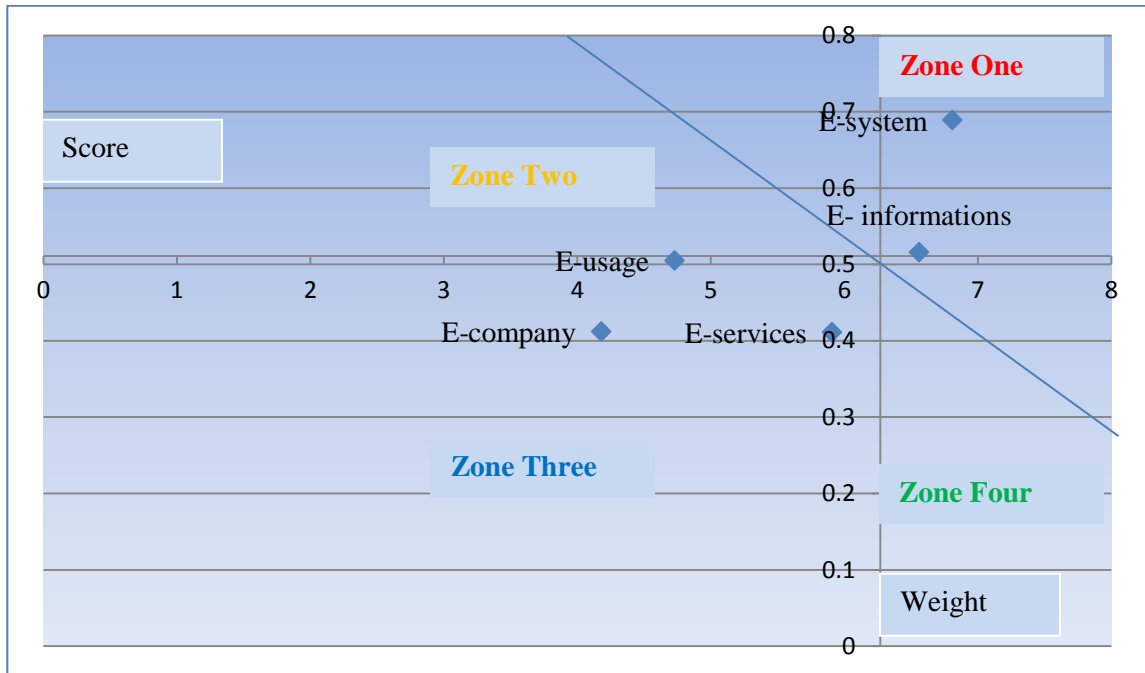 0.8
Zone One
0.7
E-system
Score
Zone Two
0.6
E- informations
E-usage
0.5
0 1 2 3 4 5 6 7 8
E-company
E-services
0.4
0.3
Zone Three
0.2
Zone Four
0.1
Weight
0